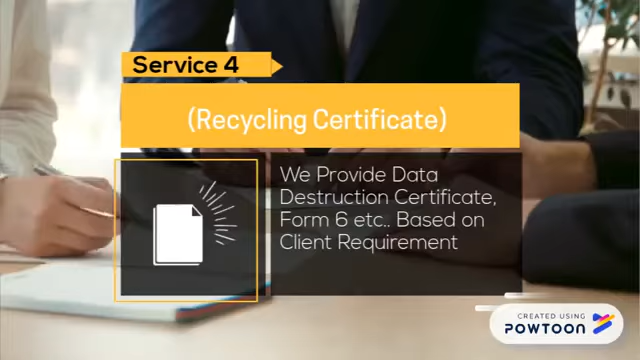 Service 4
(Recycling Certificate)
We Provide Data
Destruction Certificate,
Form 6 etc.. Based on
Client Requirement
CREATED USING
POWTOON